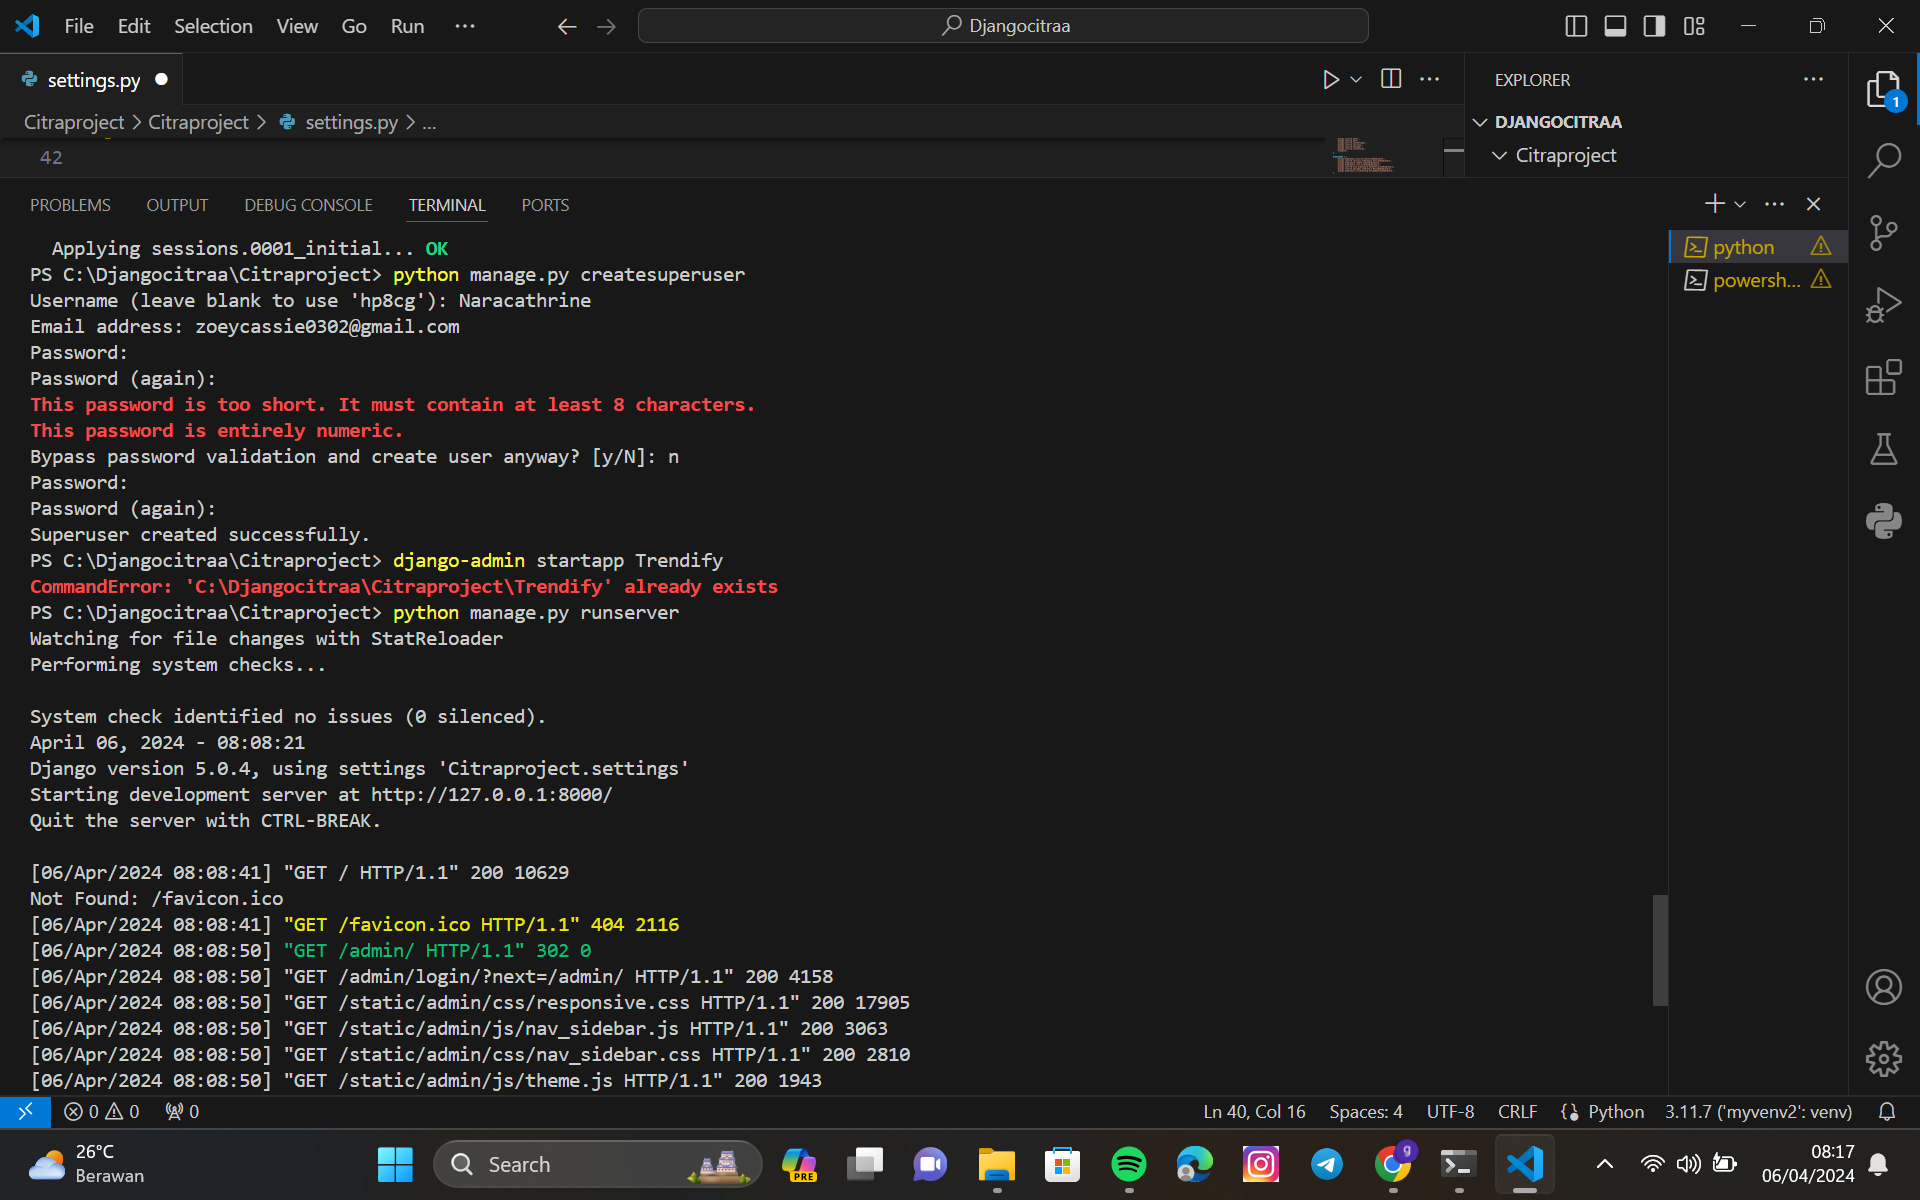 File Edit Selection View Go Run ···
Djangocitraa
settings.py
EXPLORER
Citraproject > Citraproject > settings.py > ...
DJANGOCITRAA
1
42
Citraproject
PROBLEMS OUTPUT DEBUG CONSOLE TERMINAL PORTS
Applying sessions.0001_initial... OK
PS C:\Djangocitraa\Citraproject> python manage.py createsuperuser
Username (leave blank to use 'hp8cg'): Naracathrine
Email address: zoeycassie0302@gmail.com
Password:
Password (again):
This password is too short. It must contain at least 8 characters.
This password is entirely numeric.
Bypass password validation and create user anyway? [y/N]: n
Password:
Password (again):
Superuser created successfully.
PS C:\Djangocitraa\Citraproject> django-admin startapp Trendify
CommandError: 'C:\Djangocitraa\Citraproject\Trendify' already exists
PS C:\Djangocitraa\Citraproject> python manage.py runserver
Watching for file changes with StatReloader
Performing system checks...
System check identified no issues (0 silenced).
April 06, 2024 - 08:08:21
Django version 5.0.4, using settings 'Citraproject.settings'
Starting development server at http://127.0.0.1:8000/
Quit the server with CTRL-BREAK.
[06/Apr/2024 08:08:41] "GET / HTTP/1.1" 200 10629
Not Found: /favicon.ico
[06/Apr/2024 08:08:41] "GET /favicon.ico HTTP/1.1" 404 2116
[06/Apr/2024 08:08:50] "GET /admin/ HTTP/1.1" 302 0
[06/Apr/2024 08:08:50] "GET /admin/login/?next=/admin/ HTTP/1.1" 200 4158
[06/Apr/2024 08:08:50] "GET /static/admin/css/responsive.css HTTP/1.1" 200 17905
[06/Apr/2024 08:08:50] "GET /static/admin/js/nav_sidebar.js HTTP/1.1" 200 3063
[06/Apr/2024 08:08:50] "GET /static/admin/css/nav_sidebar.css HTTP/1.1" 200 2810
[06/Apr/2024 08:08:50] "GET /static/admin/js/theme.js HTTP/1.1" 200 1943
python
powersh...
0 0 0
Ln 40, Col 16 Spaces: 4 UTF-8 CRLF Python 3.11.7 ('myvenv2': venv)
26°C
Berawan
Search
PRE
g
08:17
06/04/2024